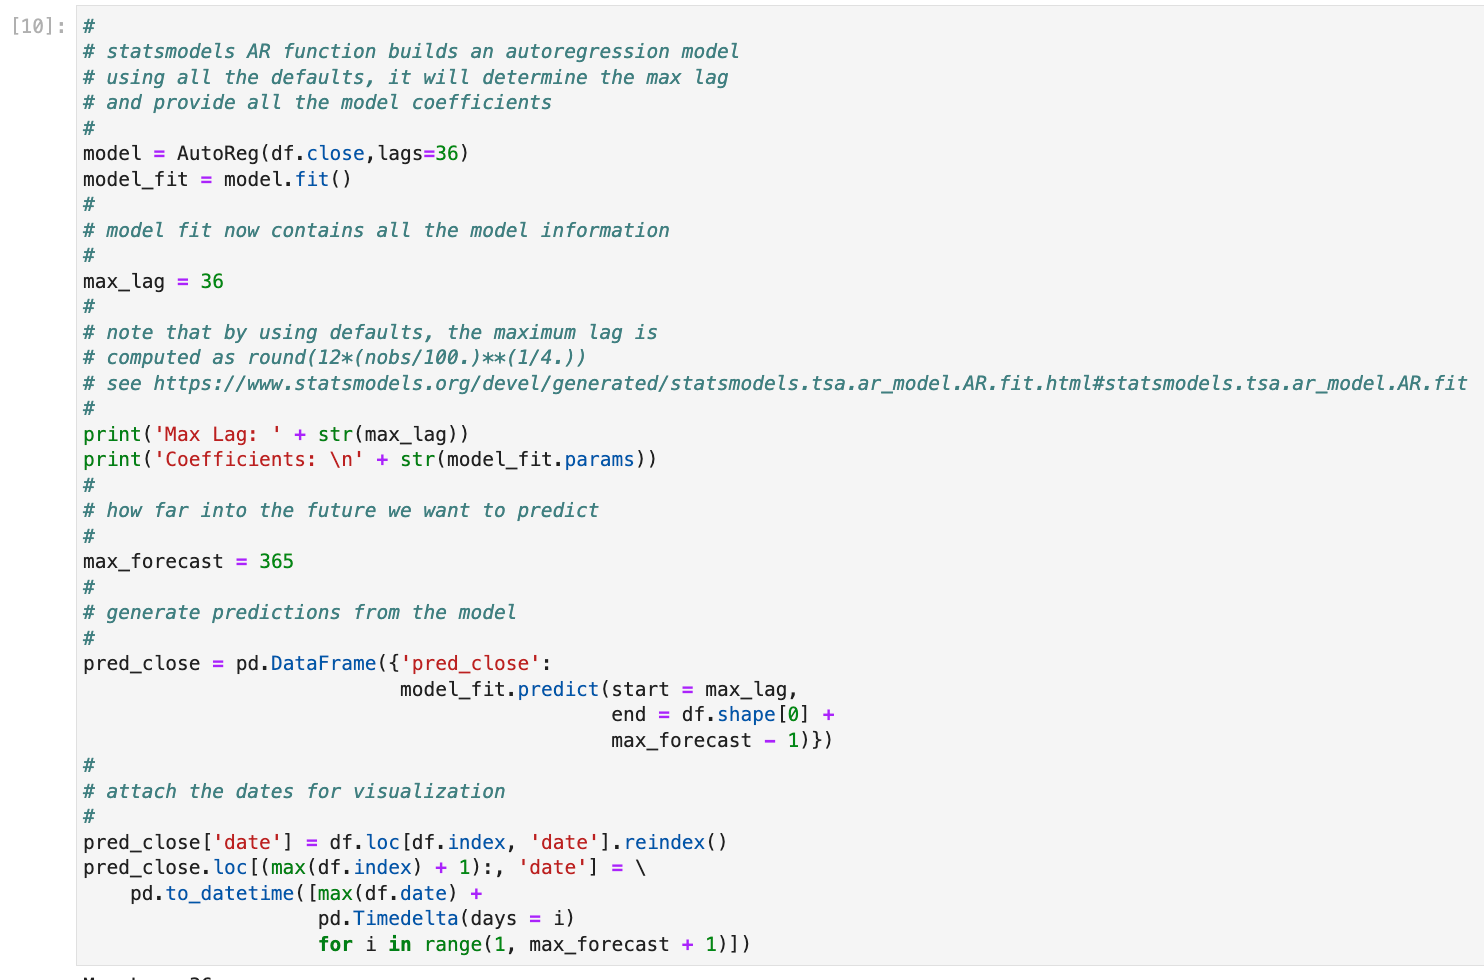 [10]: #
# statsmodels AR function builds an autoregression model
# using all the defaults, it will determine the max lag
# and provide all the model coefficients
#
model = AutoReg(df.close,lags=36)
model_fit = model.fit()
#
# model fit now contains all the model information
#
max_lag = 36
#
# note that by using defaults, the maximum lag is
# computed as round(12*(nobs/100.)**(1/4.))
# see https://www.statsmodels.org/devel/generated/statsmodels.tsa.ar_model.AR.fit.html#statsmodels.tsa.ar_model.AR.fit
#
print('Max Lag: ' + str(max_lag))
print('Coefficients: \n' + str(model_fit.params))
#
# how far into the future we want to predict
#
max_forecast = 365
#
# generate predictions from the model
#
pred_close = pd.DataFrame({'pred_close':
                           model_fit.predict(start = max_lag,
                                             end = df.shape[0] +
                                             max_forecast - 1)})
#
# attach the dates for visualization
#
pred_close['date'] = df.loc[df.index, 'date'].reindex()
pred_close.loc[(max(df.index) + 1):, 'date'] = \
    pd.to_datetime([max(df.date) +
                    pd.Timedelta(days = i)
                    for i in range(1, max_forecast + 1)])